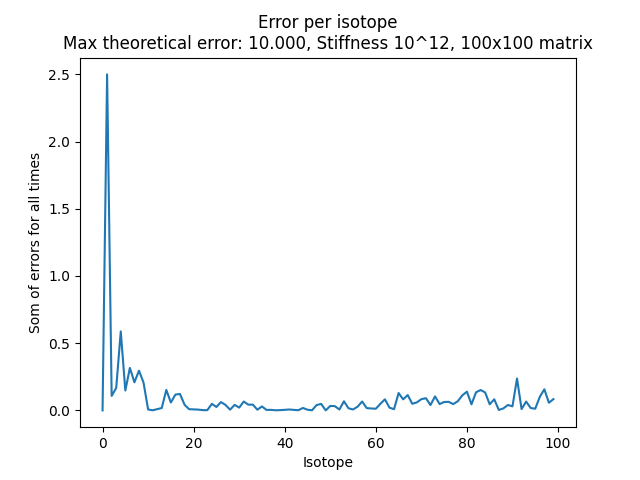 Error per isotope
Max theoretical error: 10.000, Stiffness 10^12, 100x100 matrix
2.5
2.0
1.5
1.0
0.5
0.0
Som of errors for all times
0 20 40 60 80 100
Isotope